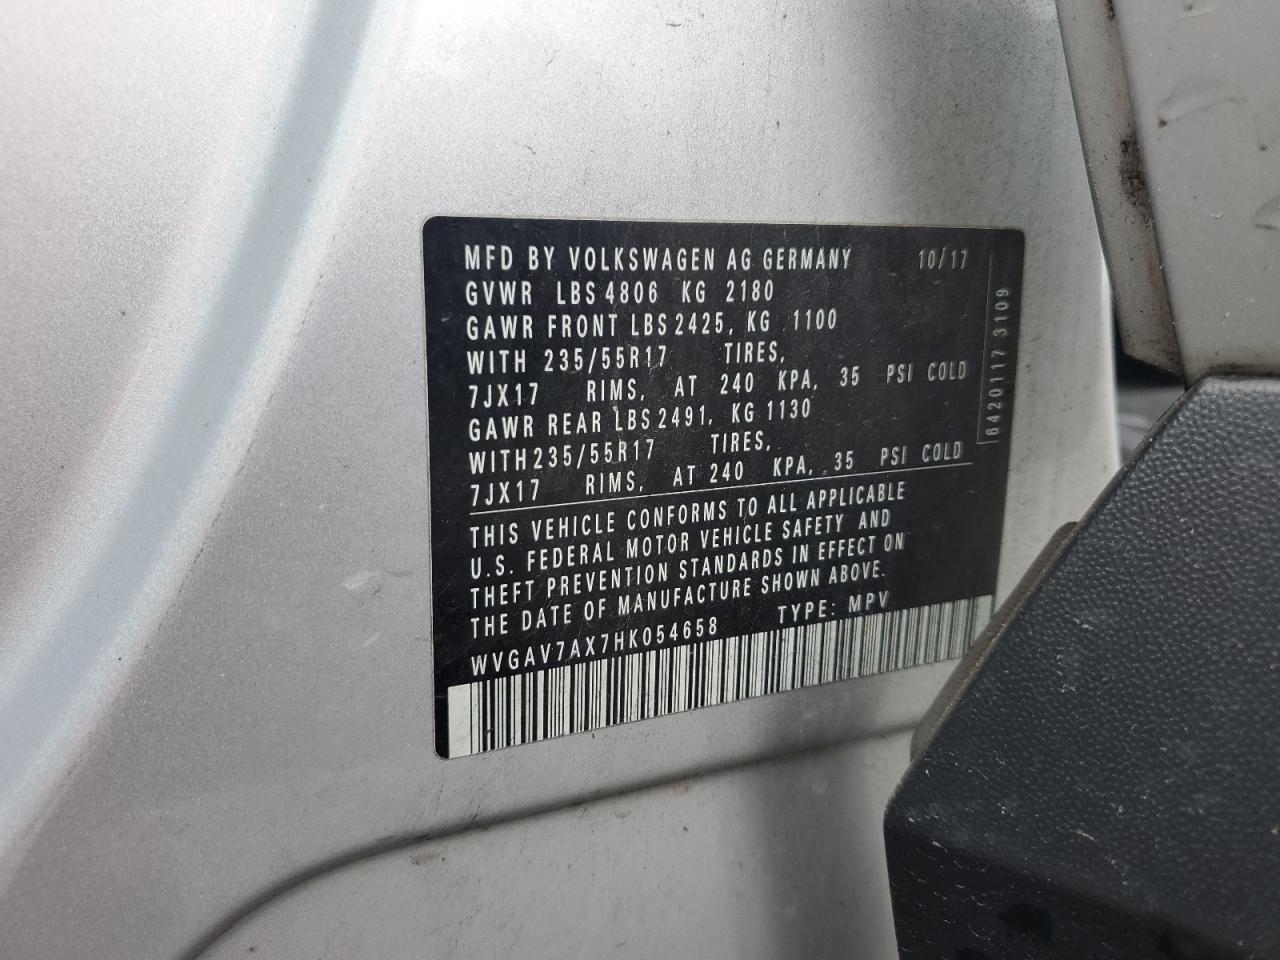 MFD BY VOLKSWAGEN AG GERMANY 10/17
GVWR LBS 4806 KG 2180
GAWR FRONT LBS 2425, KG 1100
WITH 235/55R17 TIRES,
7JX17 RIMS, AT 240 KPA, 35 PSI COLD
GAWR REAR LBS 2491, KG 1130
WITH 235/55R17 TIRES,
7JX17 RIMS, AT 240 KPA, 35 PSI COLD
THIS VEHICLE CONFORMS TO ALL APPLICABLE
U.S. FEDERAL MOTOR VEHICLE SAFETY AND
THEFT PREVENTION STANDARDS IN EFFECT ON
THE DATE OF MANUFACTURE SHOWN ABOVE.
WVGAV7AX7HK054658 TYPE: MPV
6420117 3109